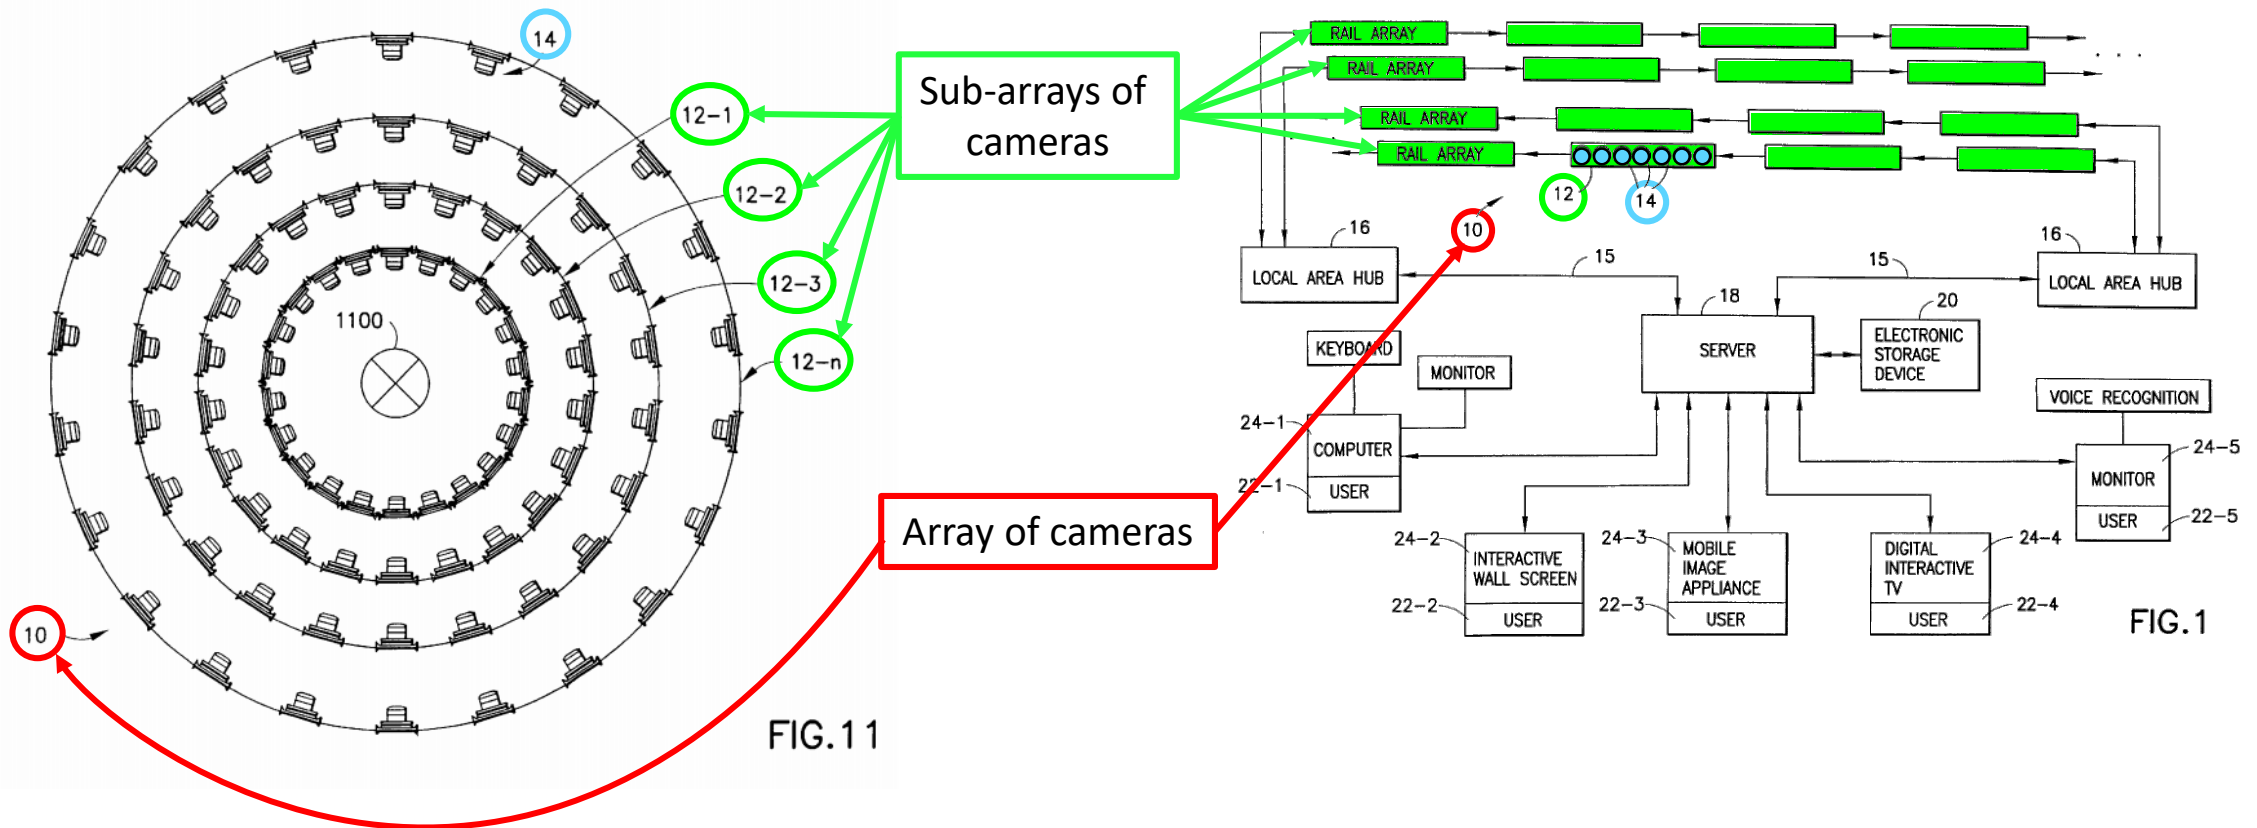 14
12-1
12-2
12-3
12-n
1100
10
FIG.11
Sub-arrays of
cameras
Array of cameras
RAIL ARRAY
RAIL ARRAY
RAIL ARRAY
RAIL ARRAY
. . .
12
14
10
16
LOCAL AREA HUB
15
15
16
LOCAL AREA HUB
18
SERVER
20
ELECTRONIC
STORAGE
DEVICE
KEYBOARD
MONITOR
24-1
COMPUTER
22-1
USER
VOICE RECOGNITION
24-5
MONITOR
USER
22-5
24-2
INTERACTIVE
WALL SCREEN
22-2
USER
24-3
MOBILE
IMAGE
APPLIANCE
22-3
USER
DIGITAL
INTERACTIVE
TV
24-4
USER
22-4
FIG.1